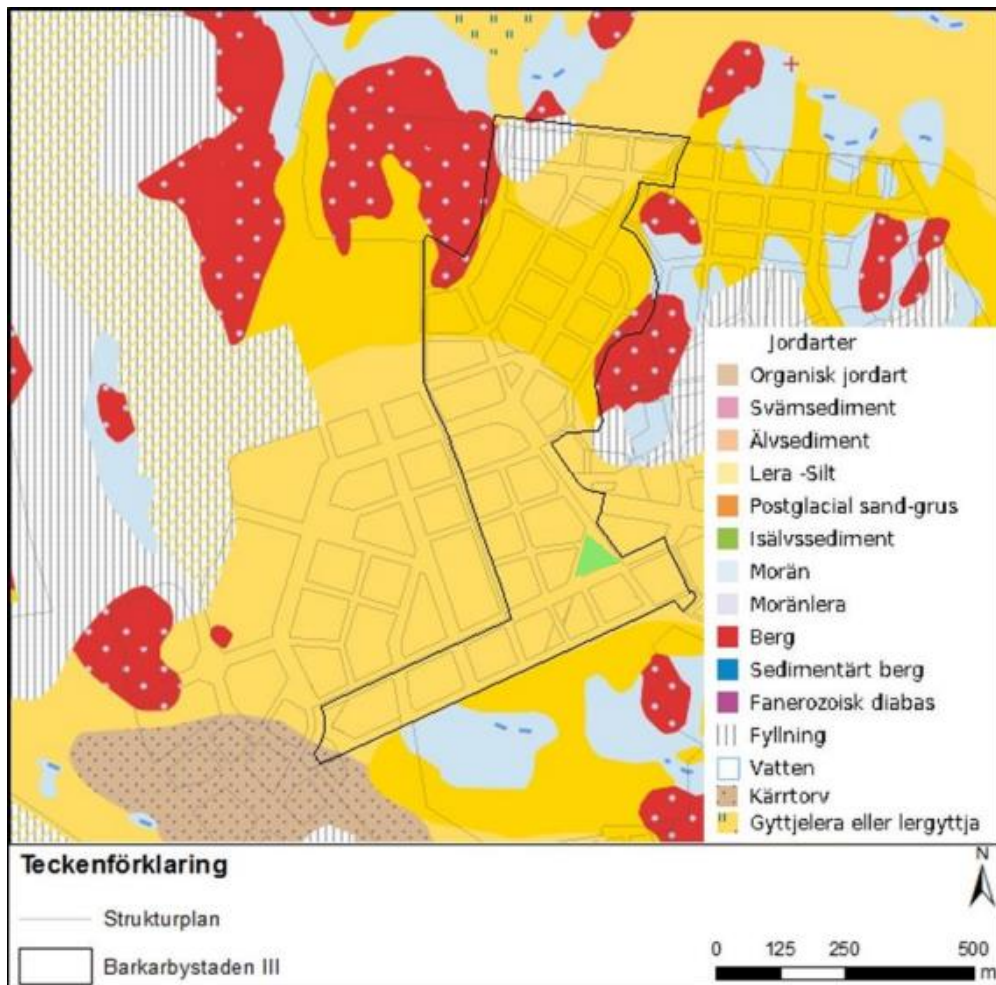 Jordarter
Organisk jordart
Svämsediment
Älvsediment
Lera -Silt
Postglacial sand-grus
Isälvssediment
Morän
Moränlera
Berg
Sedimentärt berg
Fanerozoisk diabas
Fyllning
Vatten
Kärrtorv
Gyttjelera eller lergyttja
Teckenförklaring
Strukturplan
Barkarbystaden III
N
0 125 250 500
m